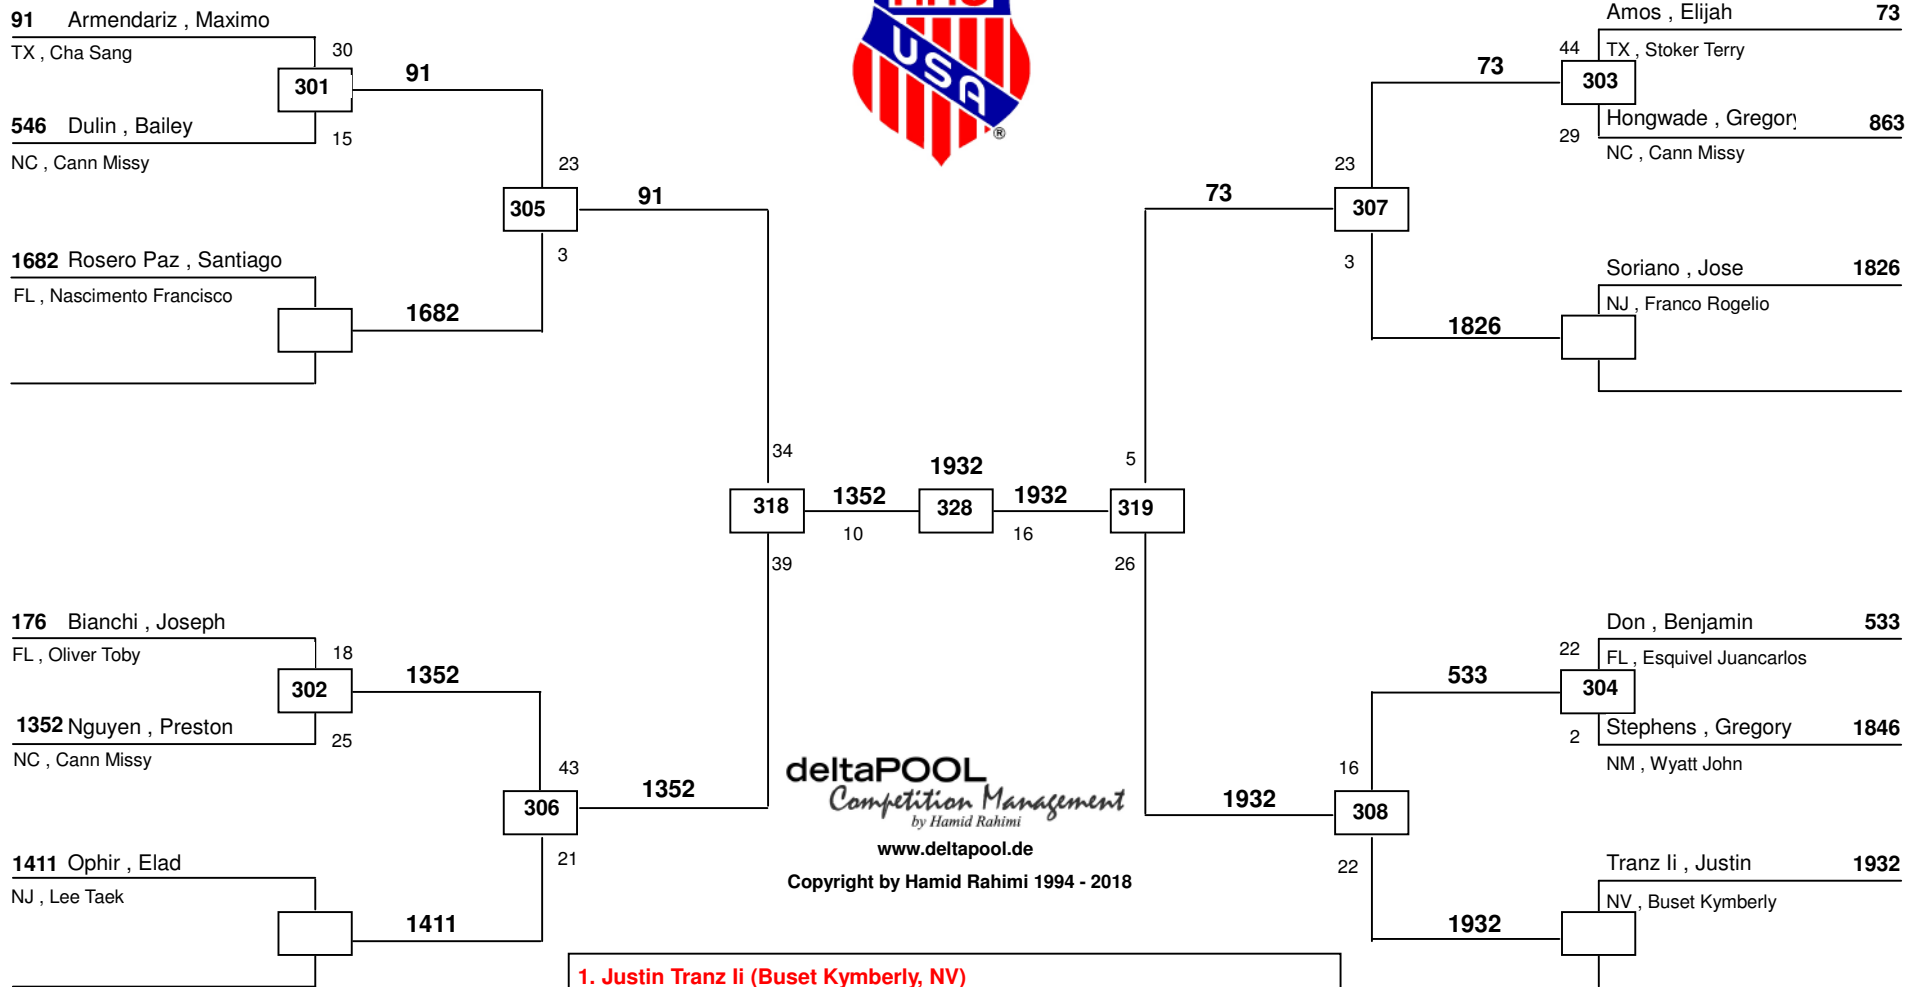 91 Armendariz , Maximo
TX , Cha Sang
30
301
91
546 Dulin , Bailey
15
NC , Cann Missy
23
305
91
3
1682 Rosero Paz , Santiago
FL , Nascimento Francisco
1682
34
318
1352
10
39
176 Bianchi , Joseph
FL , Oliver Toby
18
302
1352
1352 Nguyen , Preston
25
NC , Cann Missy
43
306
1352
21
1411 Ophir , Elad
NJ , Lee Taek
1411
USA
®
1932
328
1932
16
Amos , Elijah 73
44
TX , Stoker Terry
73
303
Hongwade , Gregory 863
29
NC , Cann Missy
23
73
307
3
Soriano , Jose 1826
NJ , Franco Rogelio
1826
5
319
26
Don , Benjamin 533
22
FL , Esquivel Juancarlos
533
304
Stephens , Gregory 1846
2
NM , Wyatt John
16
1932
308
22
Tranz Ii , Justin 1932
NV , Buset Kymberly
1932
deltaPOOL
Competition Management
by Hamid Rahimi
www.deltapool.de
Copyright by Hamid Rahimi 1994 - 2018
1. Justin Tranz Ii (Buset Kymberly, NV)